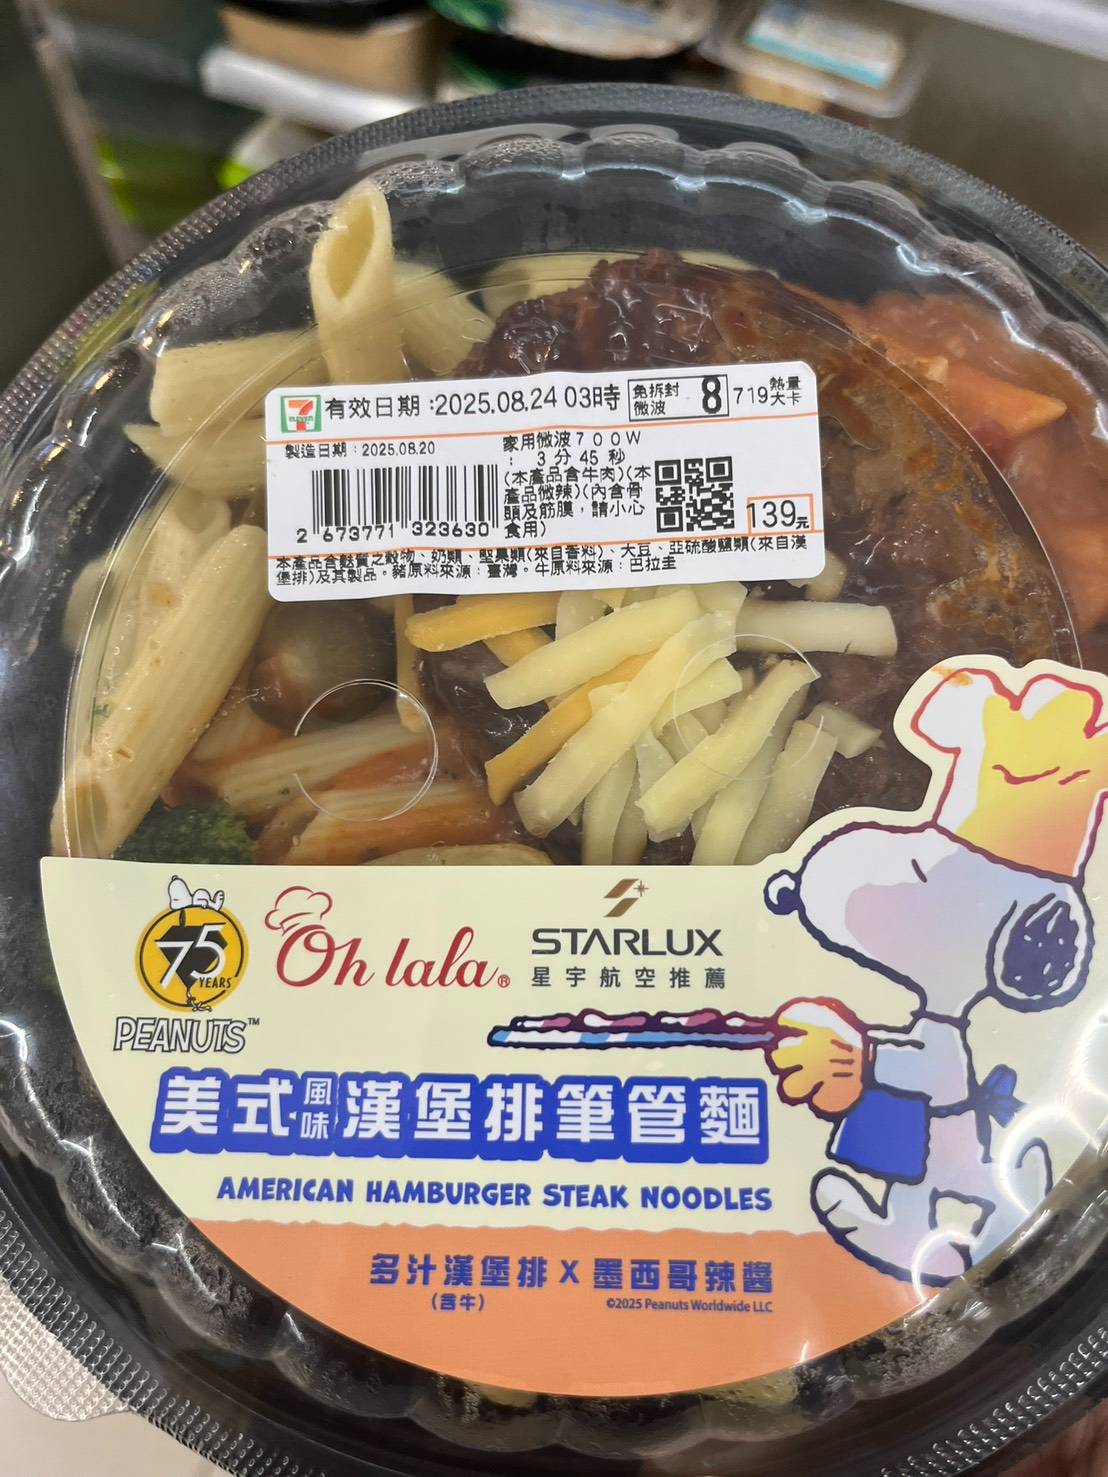 7
ELEVEN
有效日期:2025.08.24 03時
免拆封
微波
8
719
熱量
大卡
製造日期:2025.08.20
家用微波700W
:3分45秒
(本產品含牛肉)(本
產品微辣)(內含骨
頭及筋膜,請小心
食用)
2 673771 323630
139元
本產品含麩質之穀物、奶類、堅果類(來自香料)、大豆、亞硫酸鹽類(來自漢
堡排)及其製品。豬原料來源:臺灣。牛原料來源:巴拉圭
75
YEARS
PEANUTS™
Oh lala®
STARLUX
星宇航空推薦
美式風味漢堡排筆管麵
AMERICAN HAMBURGER STEAK NOODLES
多汁漢堡排 X 墨西哥辣醬
(含牛)
©2025 Peanuts Worldwide LLC